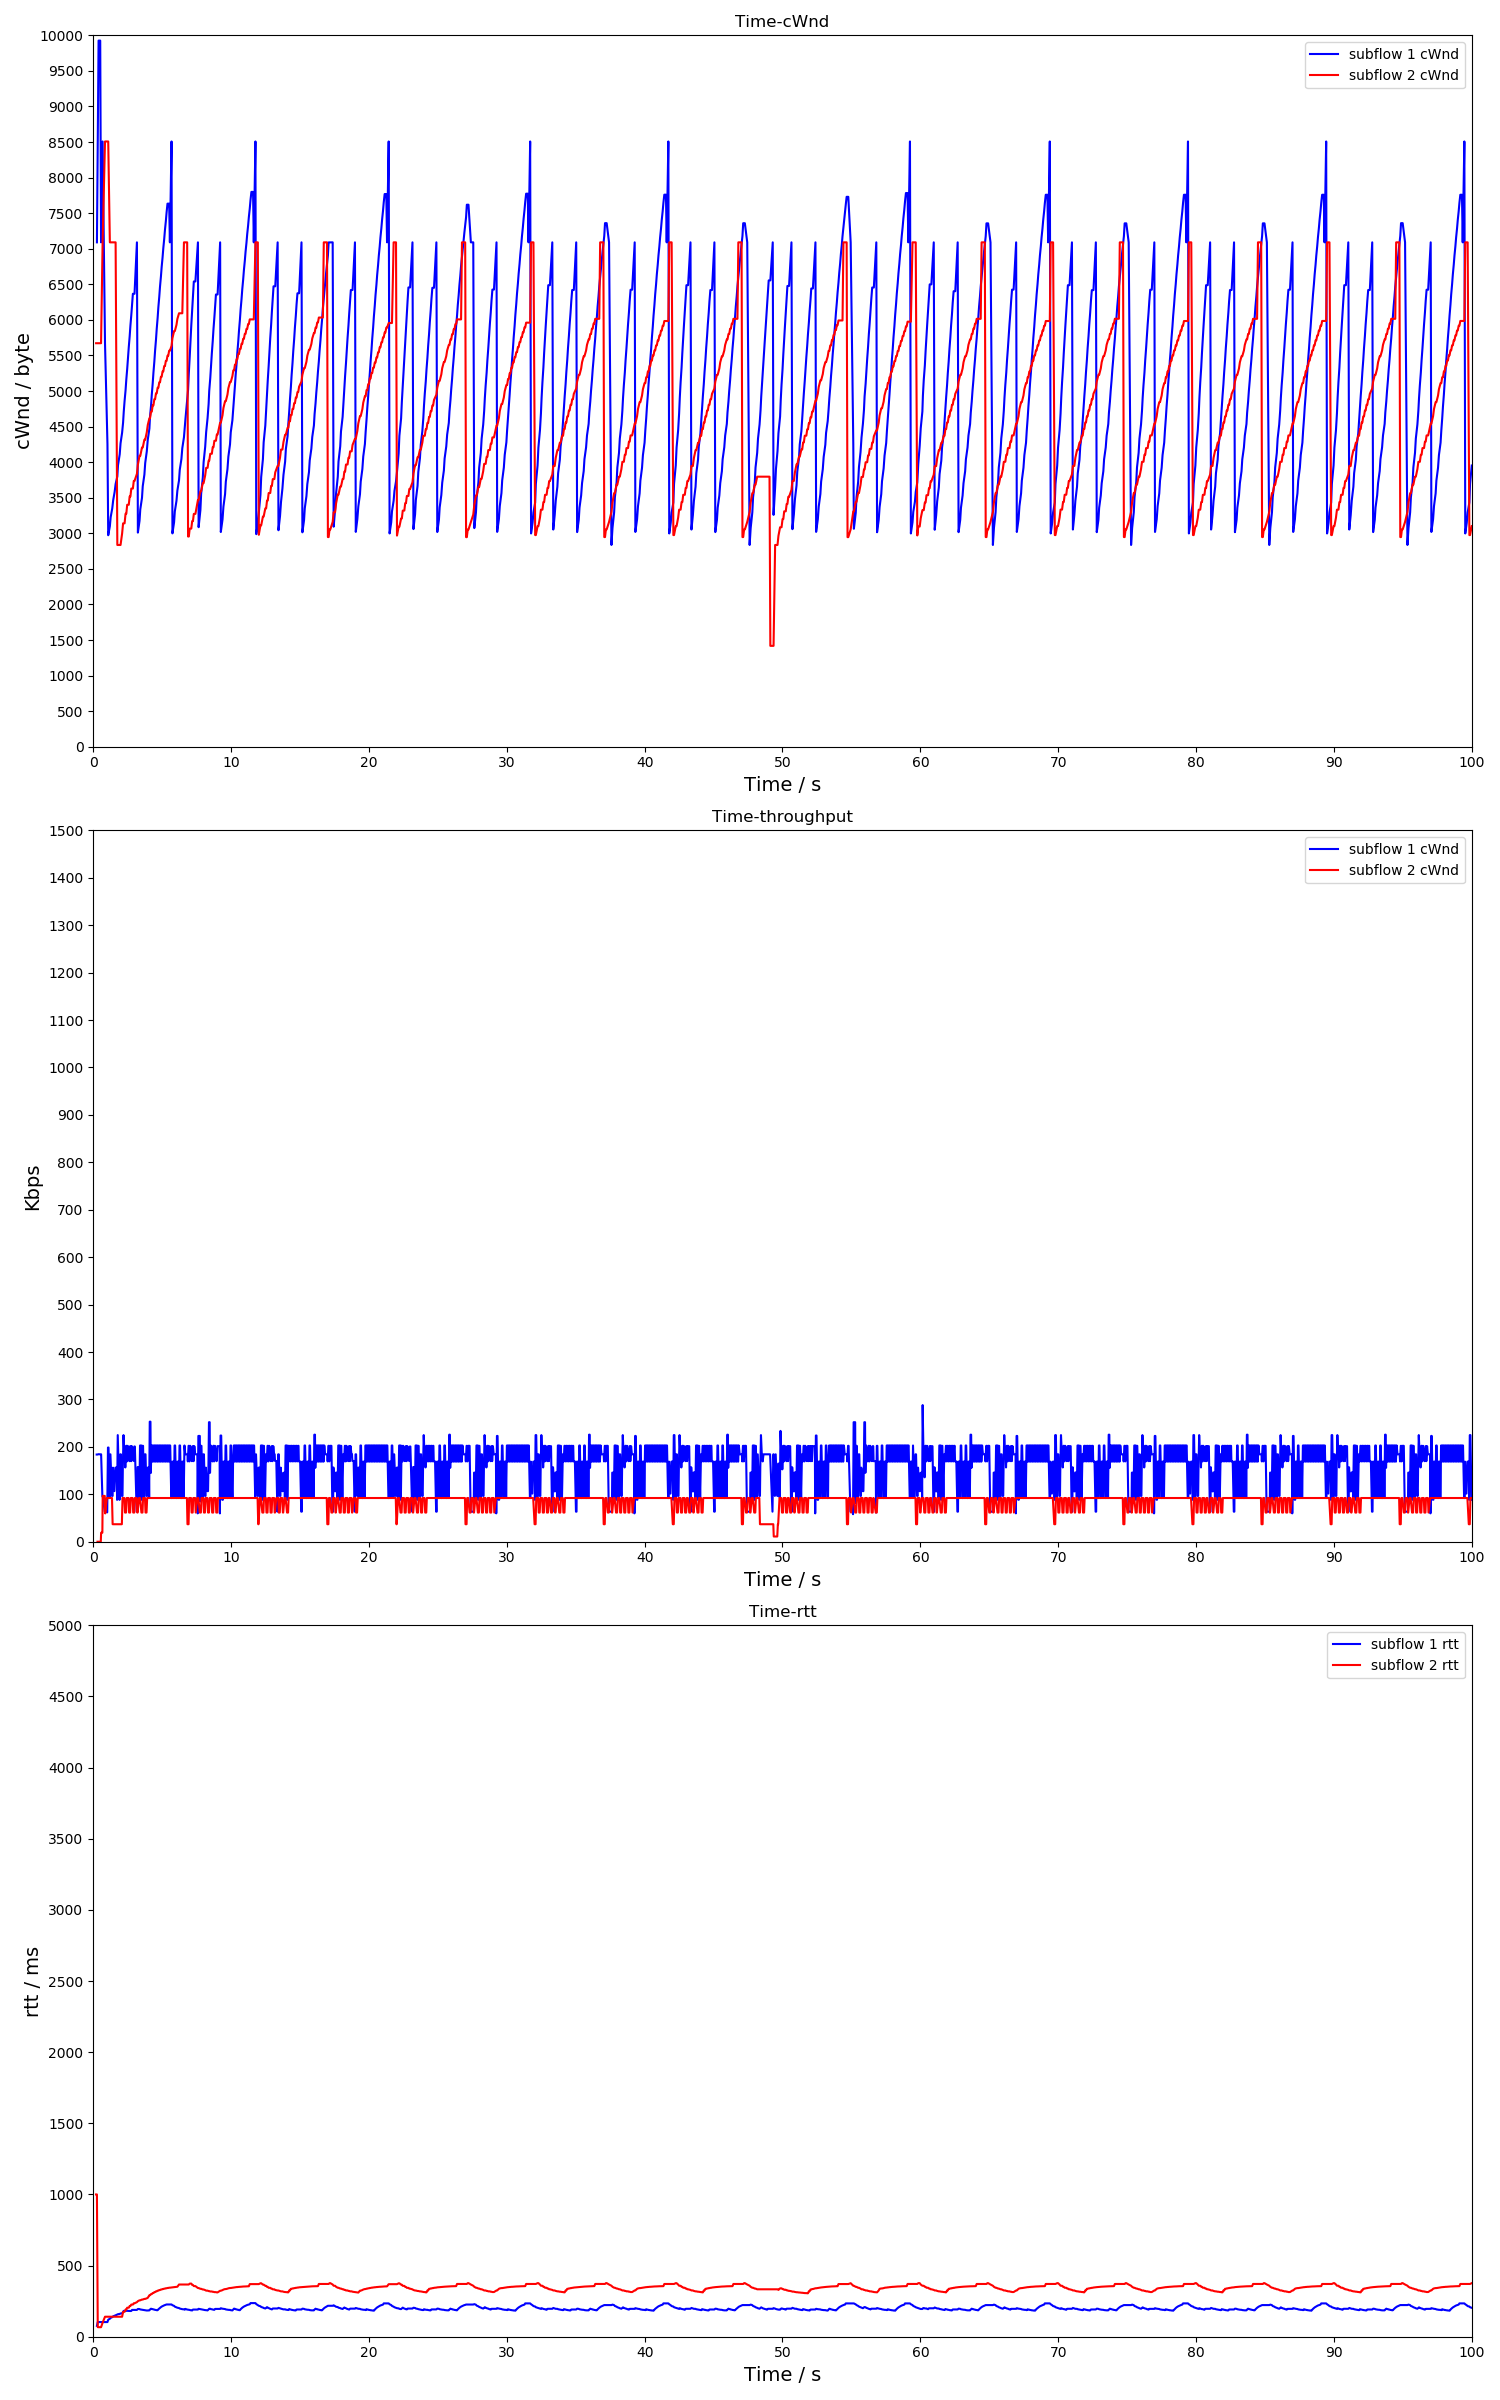 Time-cWnd
10000
9500
9000
8500
8000
7500
7000
6500
6000
5500
5000
4500
4000
3500
3000
2500
2000
1500
1000
500
0
cWnd / byte
subflow 1 cWnd
subflow 2 cWnd
0 10 20 30 40 50 60 70 80 90 100
Time / s
Time-throughput
1500
1400
1300
1200
1100
1000
900
800
700
600
500
400
300
200
100
0
Kbps
subflow 1 cWnd
subflow 2 cWnd
0 10 20 30 40 50 60 70 80 90 100
Time / s
Time-rtt
5000
4500
4000
3500
3000
2500
2000
1500
1000
500
0
rtt / ms
subflow 1 rtt
subflow 2 rtt
0 10 20 30 40 50 60 70 80 90 100
Time / s